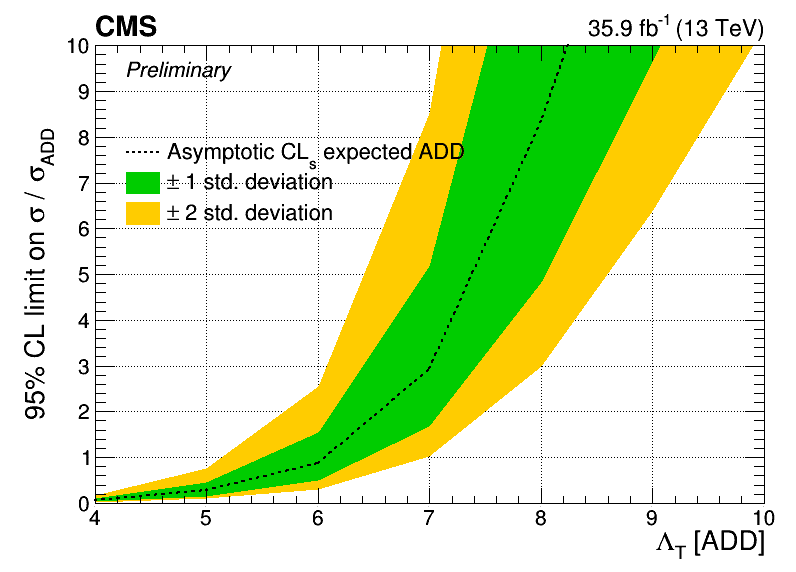 CMS
35.9 fb⁻¹ (13 TeV)
Preliminary
Asymptotic CLₛ expected ADD
± 1 std. deviation
± 2 std. deviation
95% CL limit on σ / σ_ADD
10
9
8
7
6
5
4
3
2
1
0
4 5 6 7 8 9 10
Λ_T [ADD]